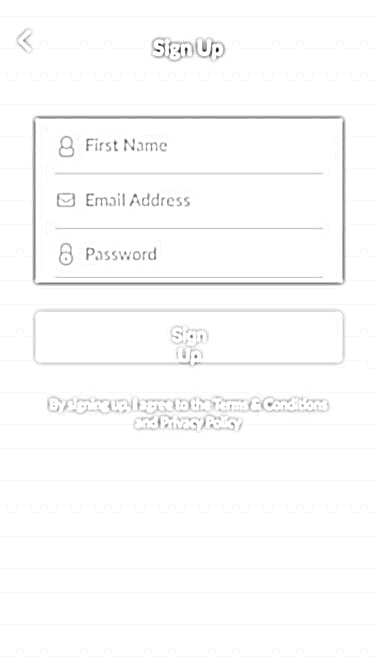 Sign Up
First Name
Email Address
Password
Sign
Up
By signing up, I agree to the Terms & Conditions
and Privacy Policy